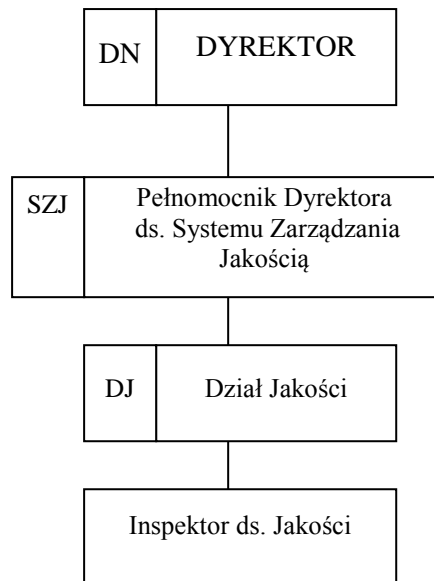 DN DYREKTOR
SZJ Pełnomocnik Dyrektora
ds. Systemu Zarządzania
Jakością
DJ Dział Jakości
Inspektor ds. Jakości